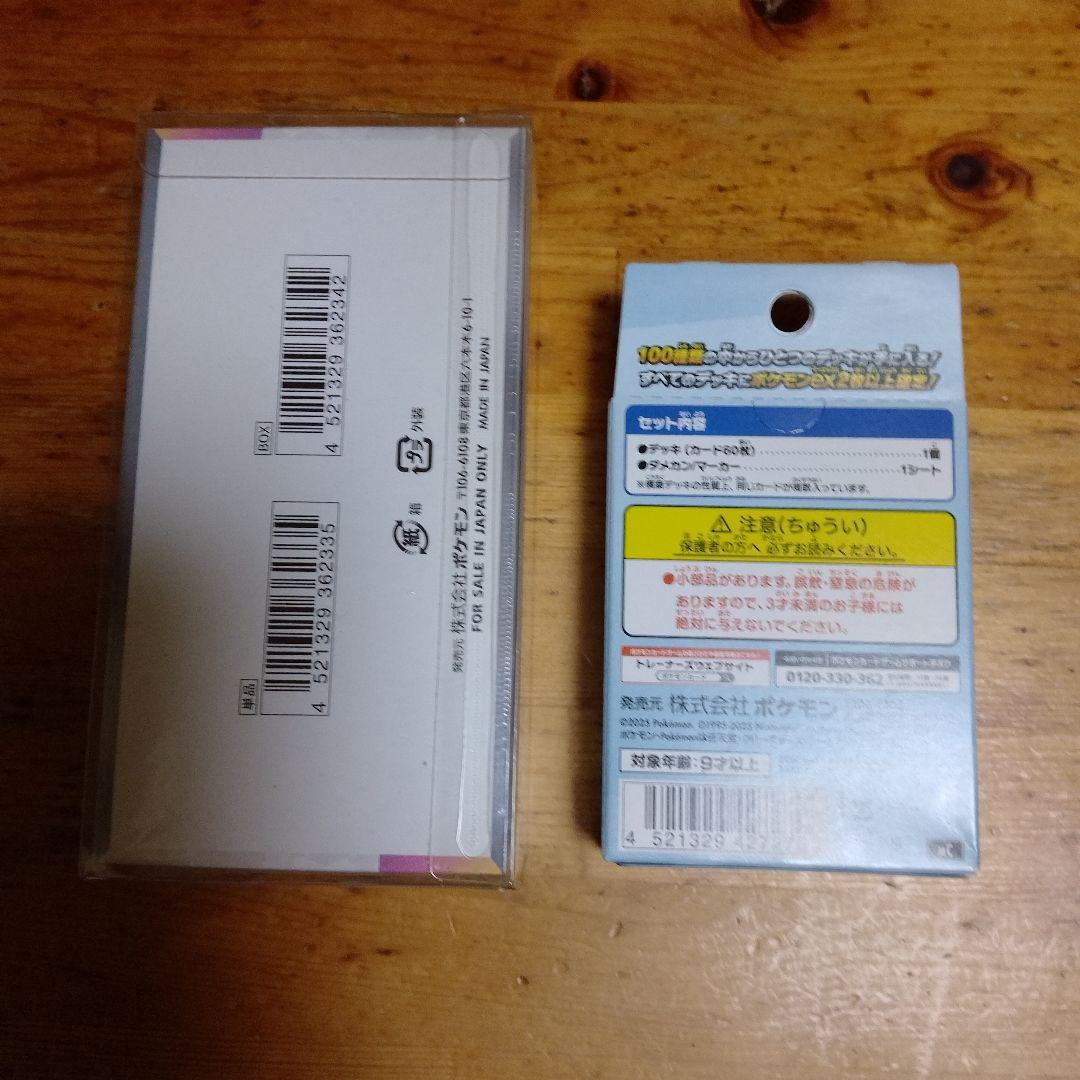 BOX
4 521329 362342
単品
4 521329 362335
プラ 外装
紙 箱
発売元 株式会社ポケモン 〒106-6108 東京都港区六本木6-10-1
FOR SALE IN JAPAN ONLY MADE IN JAPAN
100種類の中からひとつのデッキが手に入る!
すべてのデッキにポケモンex2枚以上確定!
セット内容
●デッキ(カード60枚)............1個
●ダメカン/マーカー............1シート
※構築デッキの性質上、同じカードが複数入っています。
⚠ 注意(ちゅうい)
保護者の方へ 必ずお読みください。
●小部品があります。誤飲・窒息の危険が
ありますので、3才未満のお子様には
絶対に与えないでください。
トレーナーズウェブサイト
0120-330-362
発売元 株式会社ポケモン
©2023 Pokémon. ©1995-2023
対象年齢:9才以上
4 521329